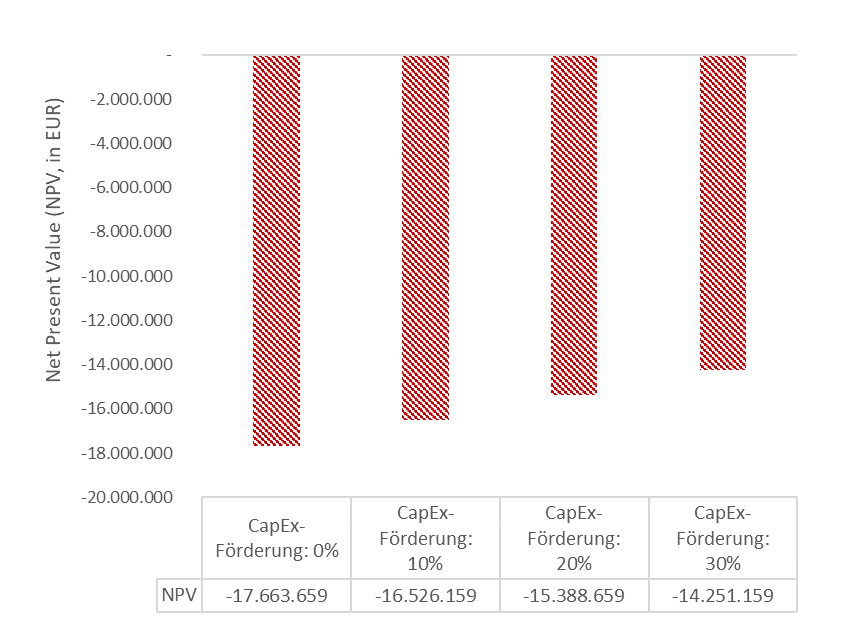 -
-2.000.000
-4.000.000
-6.000.000
-8.000.000
-10.000.000
-12.000.000
-14.000.000
-16.000.000
-18.000.000
-20.000.000
Net Present Value (NPV, in EUR)
CapEx-
Förderung: 0%
CapEx-
Förderung:
10%
CapEx-
Förderung:
20%
CapEx-
Förderung:
30%
NPV -17.663.659 -16.526.159 -15.388.659 -14.251.159